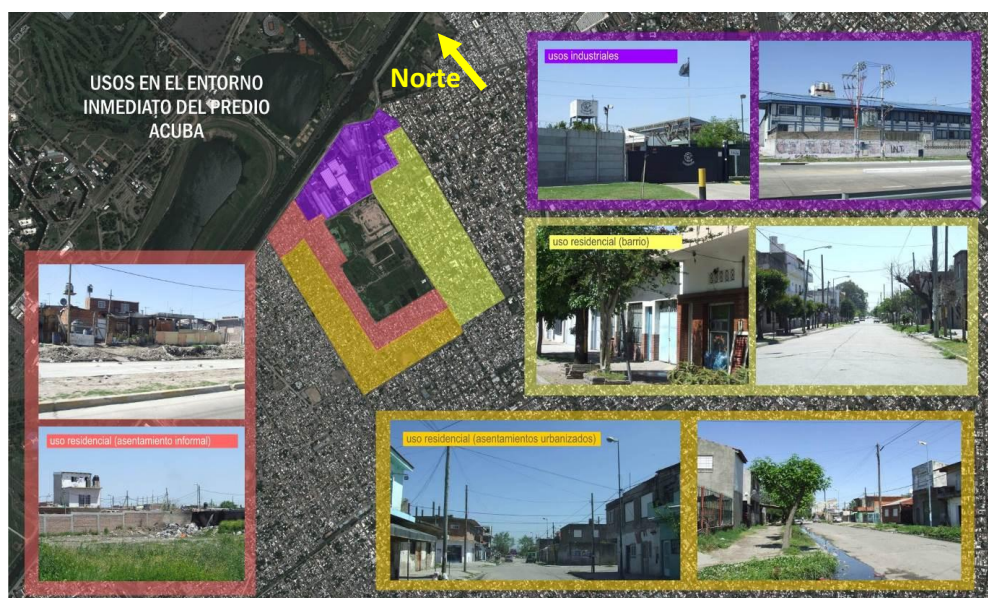 USOS EN EL ENTORNO
INMEDIATO DEL PREDIO
ACUBA
Norte
usos industriales
uso residencial (barrio)
uso residencial (asentamiento informal)
uso residencial (asentamientos urbanizados)